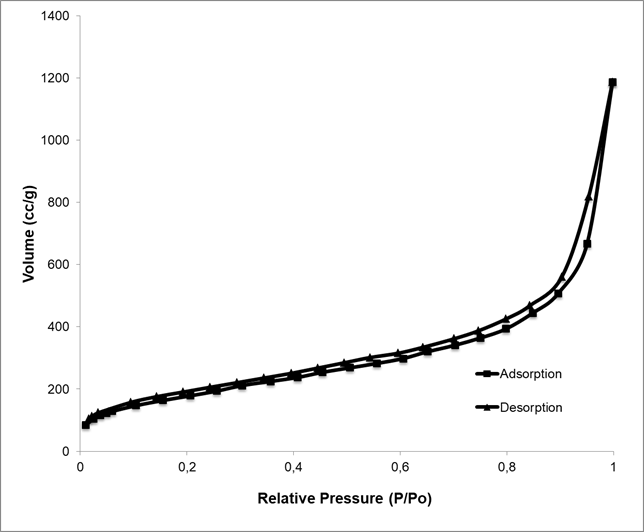 1400
1200
1000
800
600
400
200
0
Volume (cc/g)
0 0,2 0,4 0,6 0,8 1
Relative Pressure (P/Po)
Adsorption
Desorption